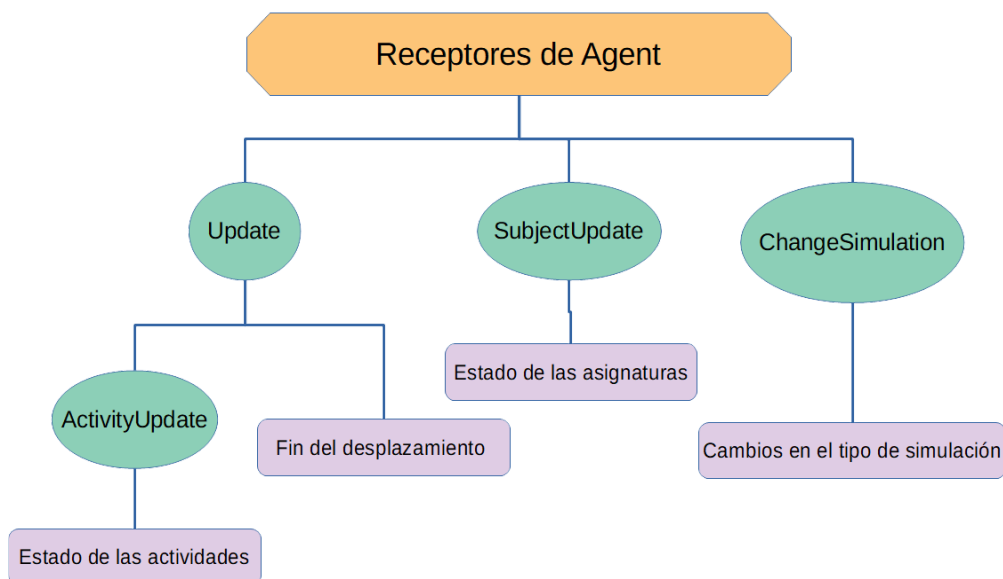 Receptores de Agent
Update
SubjectUpdate
ChangeSimulation
Estado de las asignaturas
ActivityUpdate
Fin del desplazamiento
Cambios en el tipo de simulación
Estado de las actividades